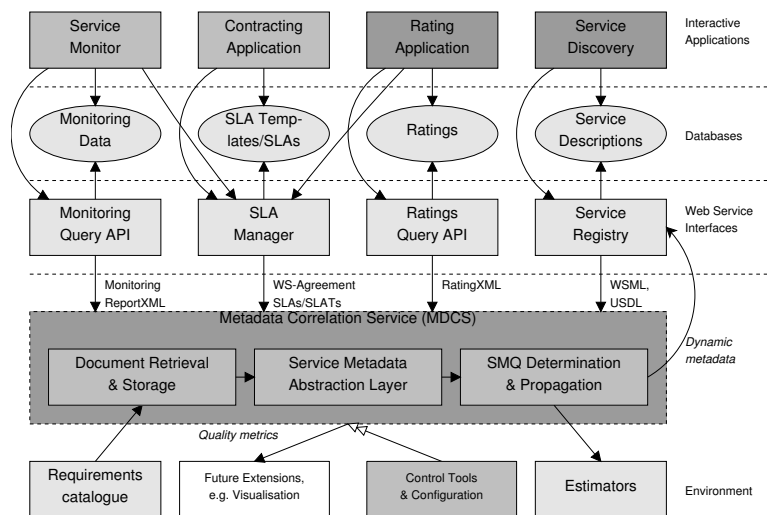 Service
Monitor
Contracting
Application
Rating
Application
Service
Discovery
Interactive
Applications
Monitoring
Data
SLA Temp-
lates/SLAs
Ratings
Service
Descriptions
Databases
Monitoring
Query API
SLA
Manager
Ratings
Query API
Service
Registry
Web Service
Interfaces
Monitoring
ReportXML
WS-Agreement
SLAs/SLATs
RatingXML
WSML,
USDL
Metadata Correlation Service (MDCS)
Document Retrieval
& Storage
Service Metadata
Abstraction Layer
SMQ Determination
& Propagation
Dynamic
metadata
Quality metrics
Requirements
catalogue
Future Extensions,
e.g. Visualisation
Control Tools
& Configuration
Estimators
Environment